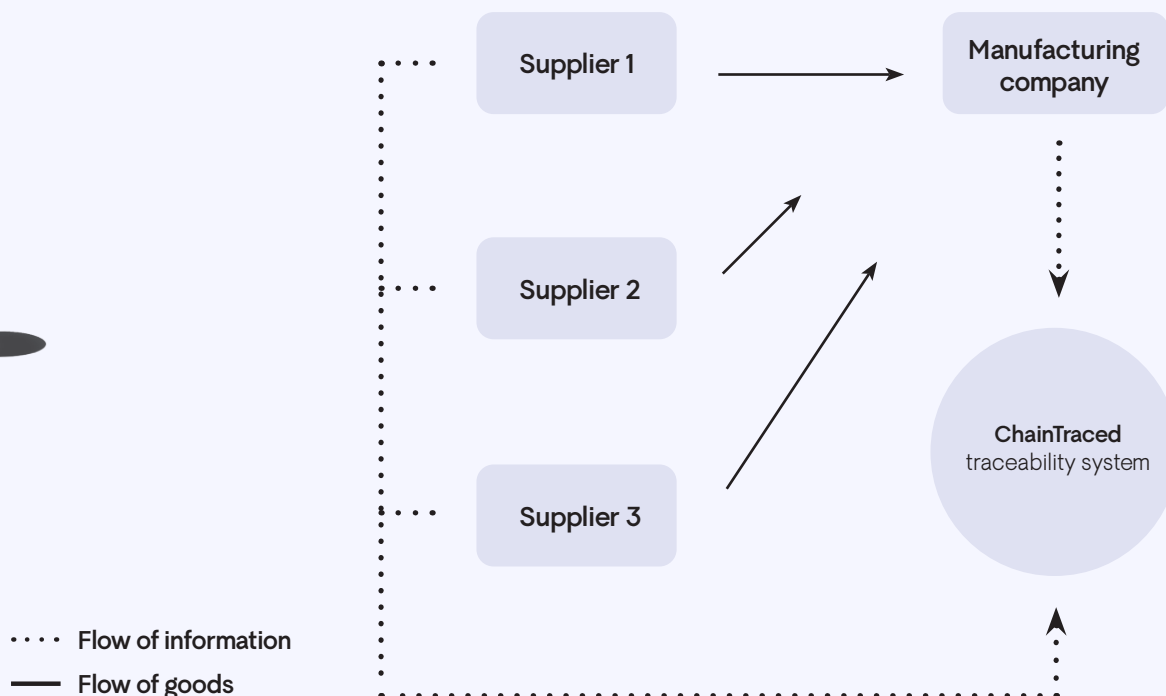 Supplier 1
Manufacturing
company
Supplier 2
ChainTraced
traceability system
Supplier 3
Flow of information
Flow of goods